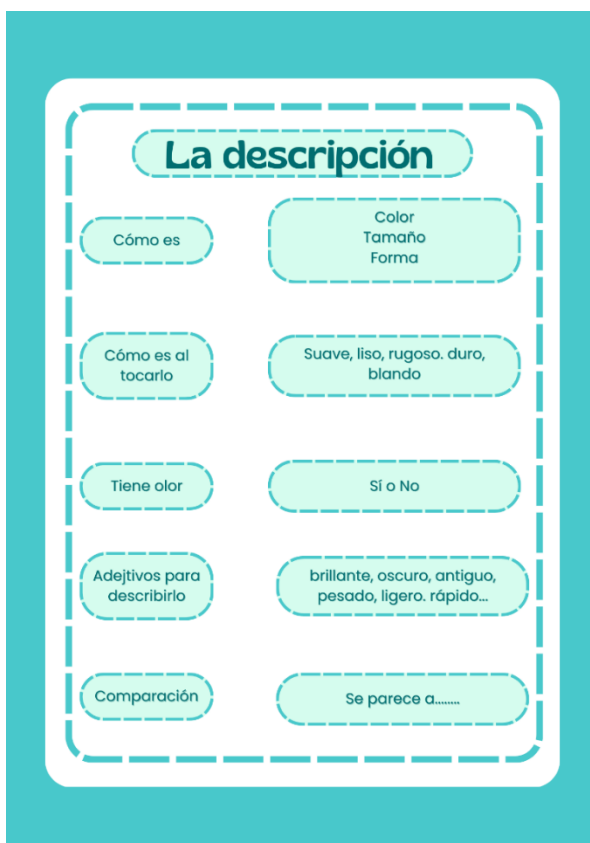 La descripción
Cómo es
Color
Tamaño
Forma
Cómo es al
tocarlo
Suave, liso, rugoso. duro,
blando
Tiene olor
Sí o No
Adejtivos para
describirlo
brillante, oscuro, antiguo,
pesado, ligero. rápido...
Comparación
Se parece a........